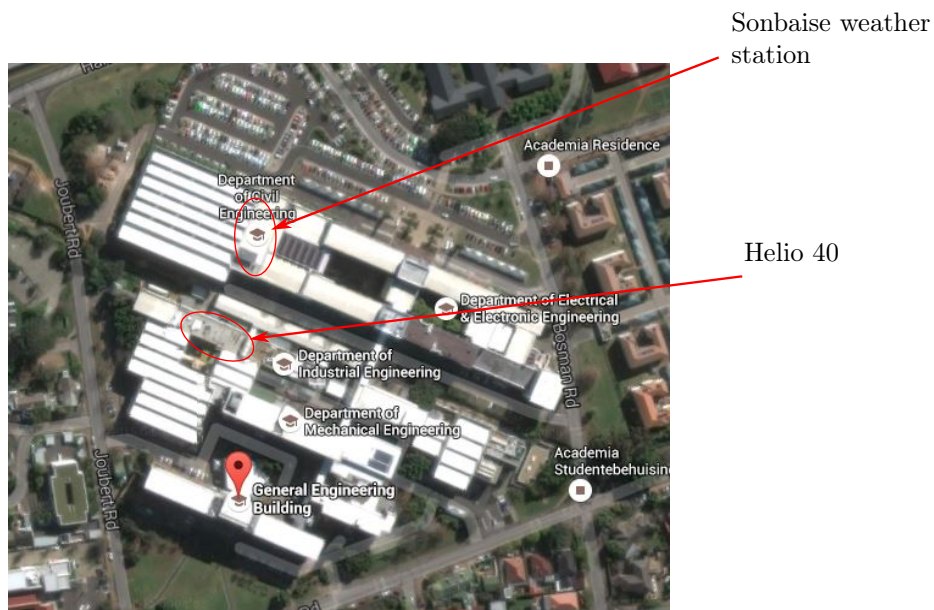 Sonbaise weather
station
Academia Residence
Department
of Civil
Engineering
Joubert Rd
Helio 40
Department of Electrical
& Electronic Engineering
Bosman Rd
Department of
Industrial Engineering
Department of
Mechanical Engineering
Academia
Studentebehuising
Joubert Rd
General Engineering
Building
Rd